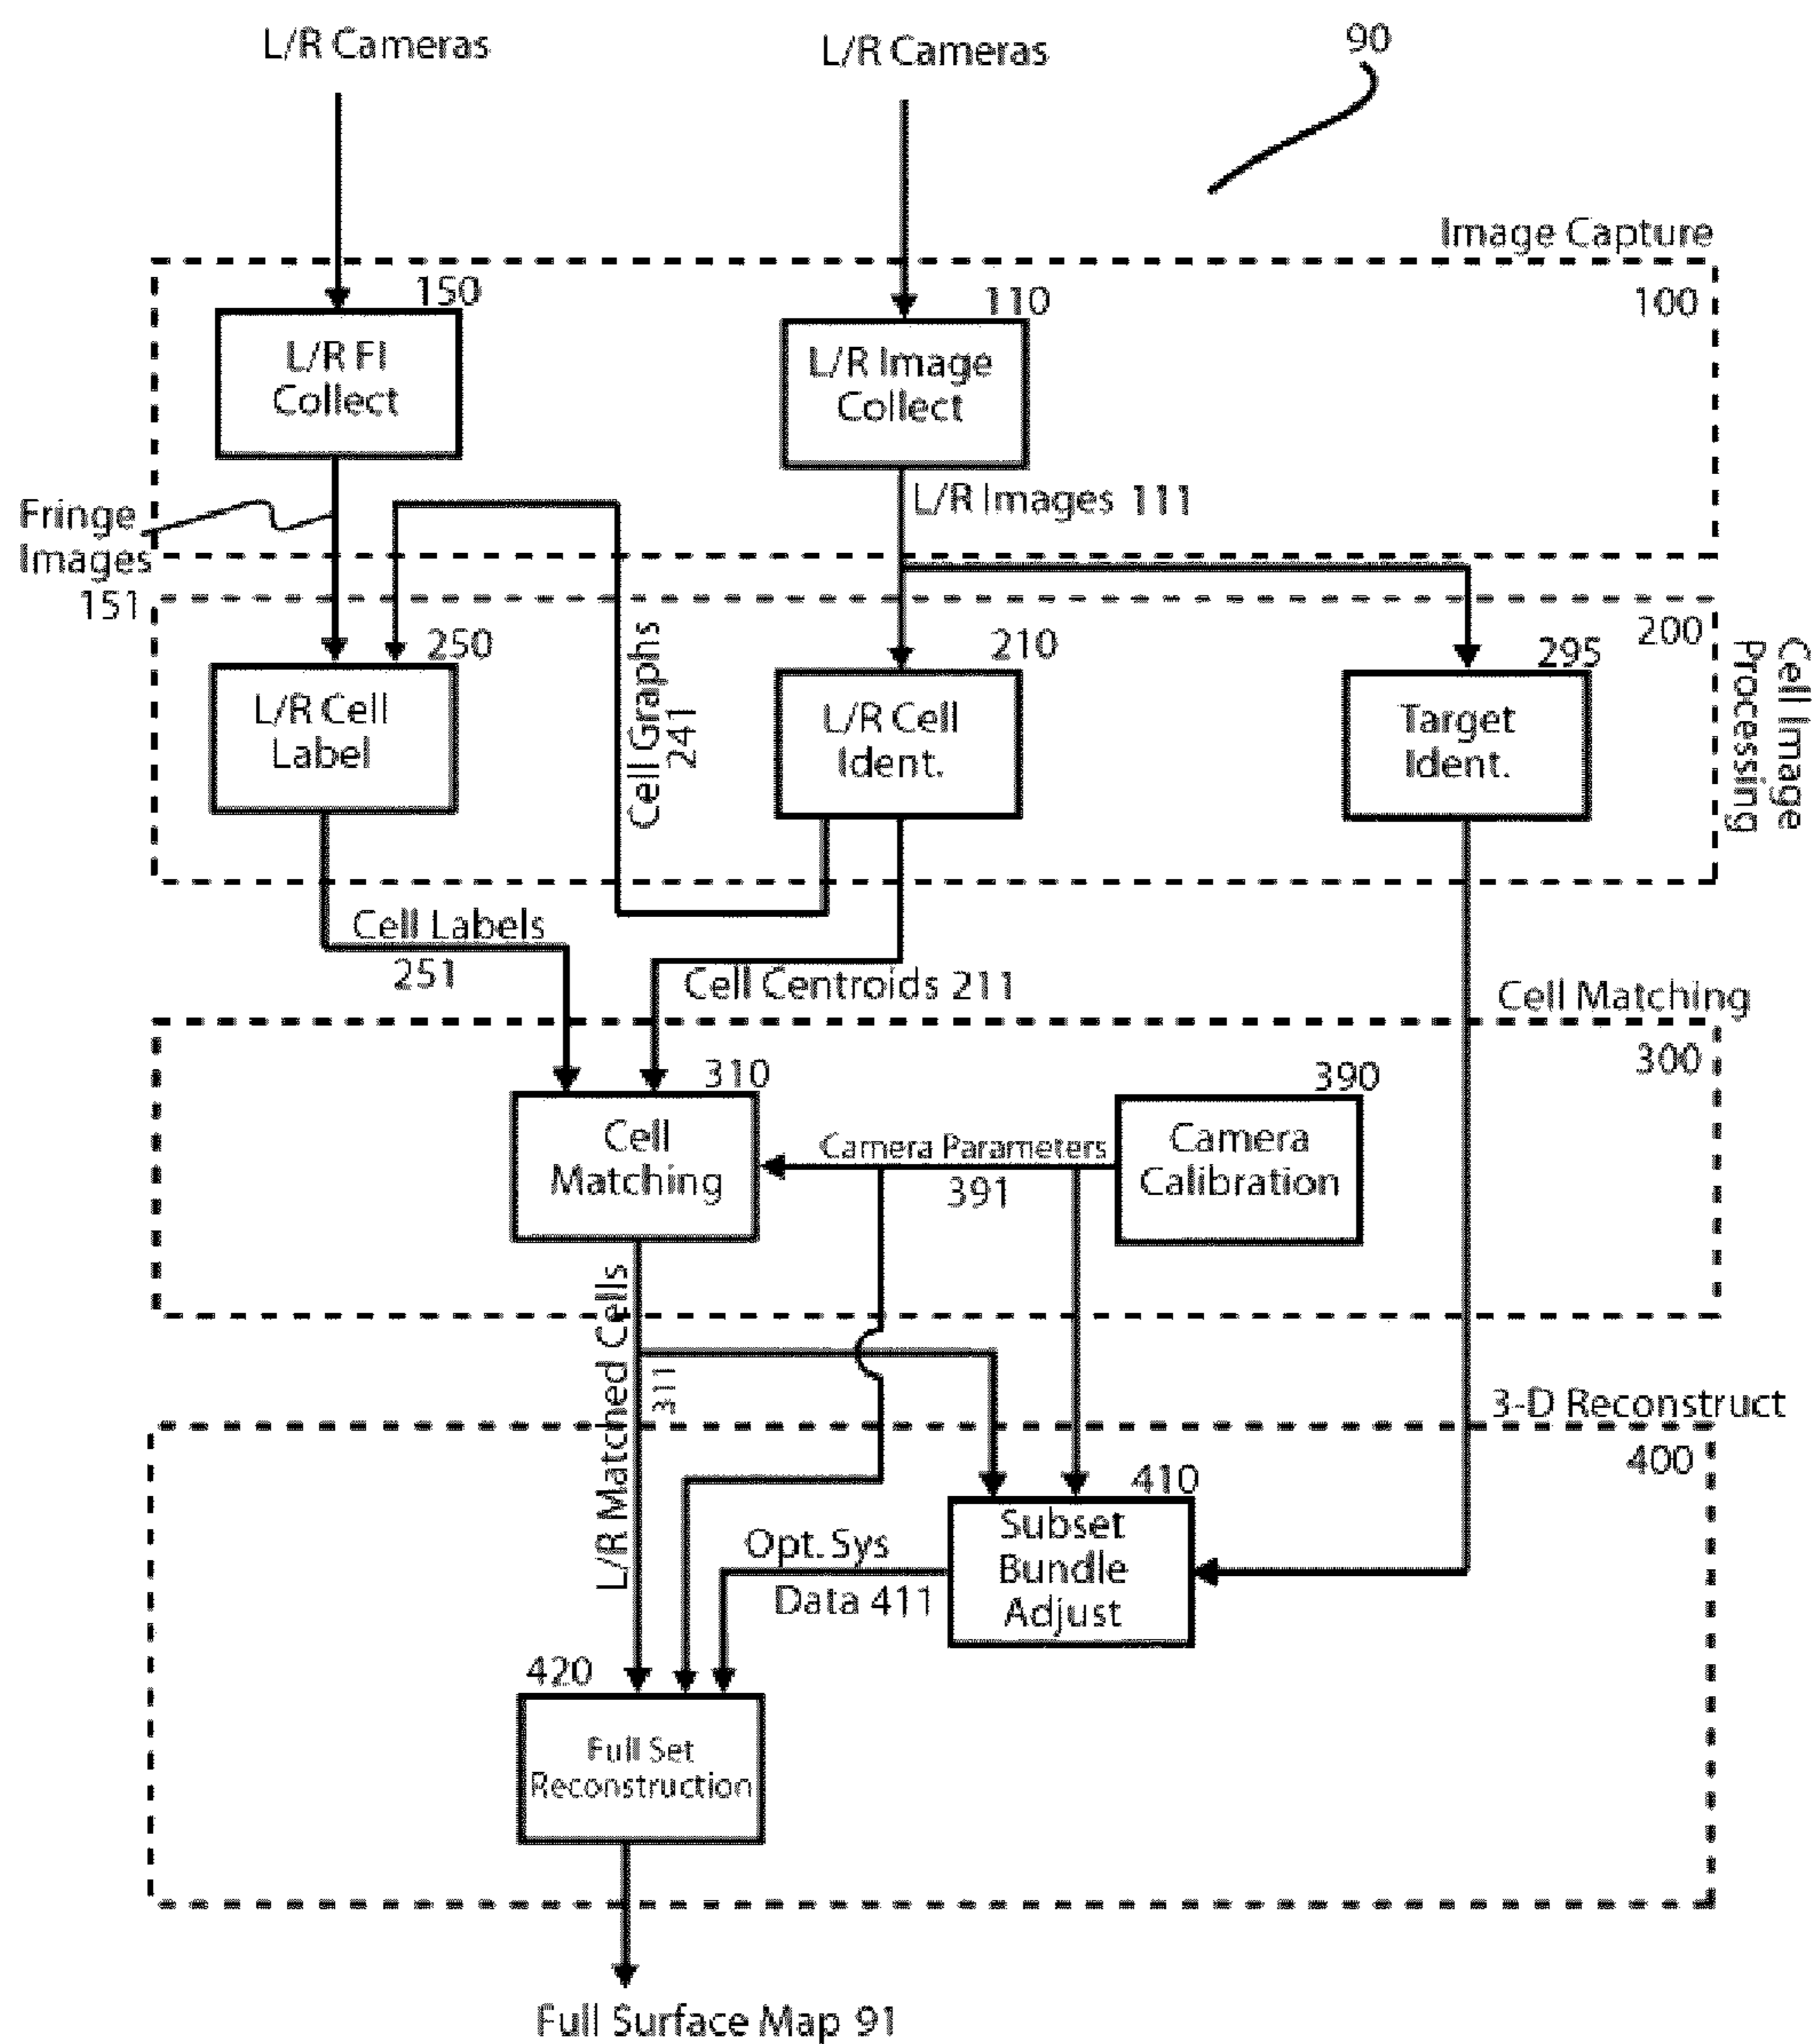 L/R Cameras
L/R Cameras
90
Image Capture
100
150
L/R FI
Collect
110
L/R Image
Collect
Fringe
Images
151
L/R Images 111
200
Cell Image
Processing
250
L/R Cell
Label
Cell Graphs
241
210
L/R Cell
Ident.
295
Target
Ident.
Cell Labels
251
Cell Centroids 211
Cell Matching
300
310
Cell
Matching
Camera Parameters
391
390
Camera
Calibration
L/R Matched Cells
311
3-D Reconstruct
400
410
Subset
Bundle
Adjust
Opt. Sys
Data 411
420
Full Set
Reconstruction
Full Surface Map 91